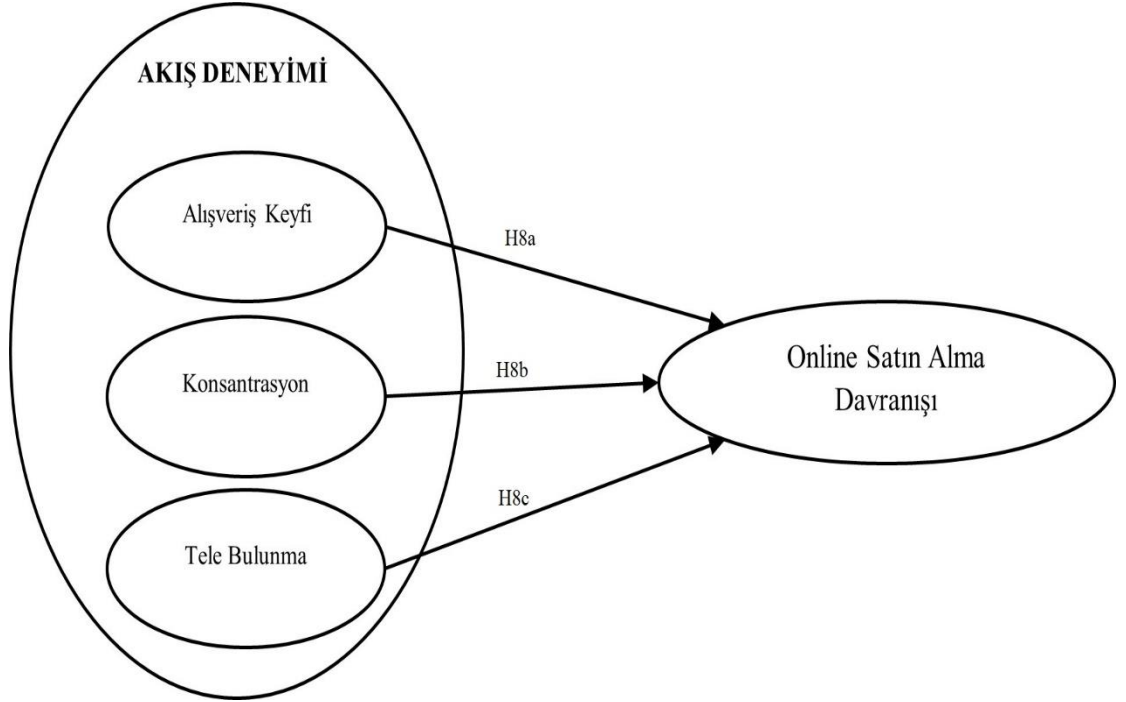 AKIŞ DENEYİMİ
Alışveriş Keyfi
H8a
Konsantrasyon
H8b
Online Satın Alma
Davranışı
H8c
Tele Bulunma